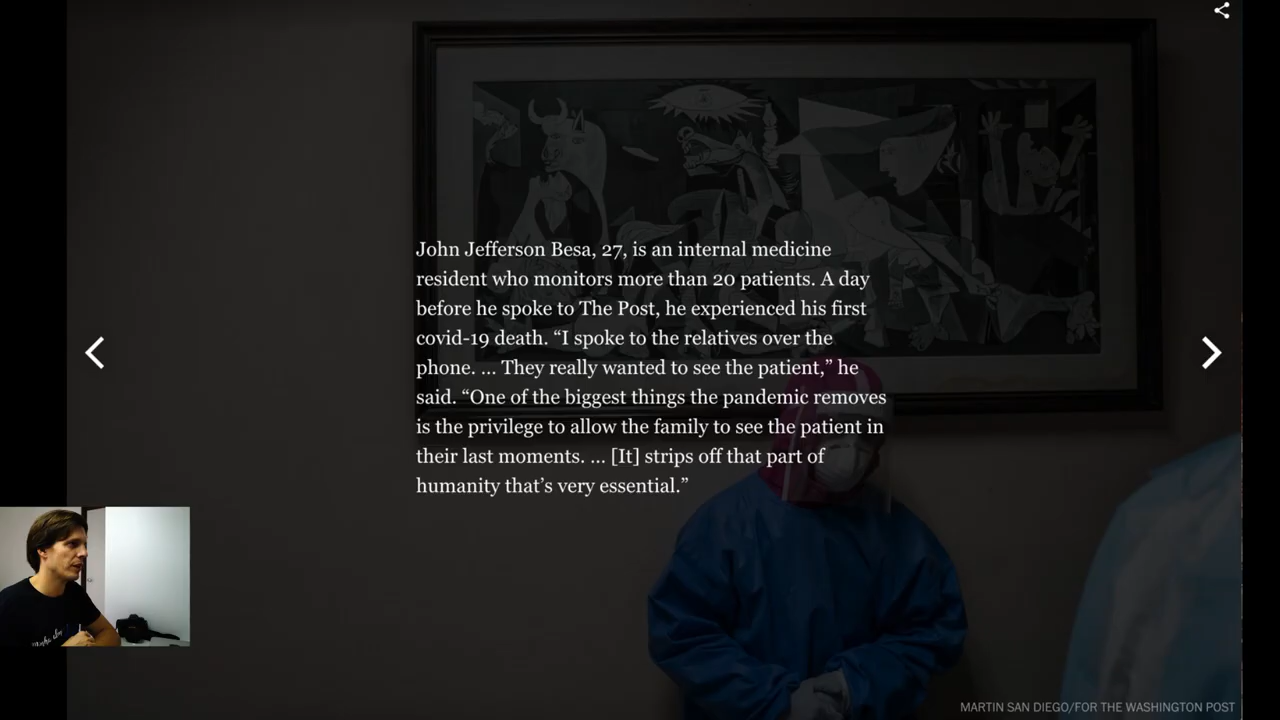 John Jefferson Besa, 27, is an internal medicine
resident who monitors more than 20 patients. A day
before he spoke to The Post, he experienced his first
covid-19 death. “I spoke to the relatives over the
phone. ... They really wanted to see the patient,” he
said. “One of the biggest things the pandemic removes
is the privilege to allow the family to see the patient in
their last moments. ... [It] strips off that part of
humanity that’s very essential.”
MARTIN SAN DIEGO/FOR THE WASHINGTON POST